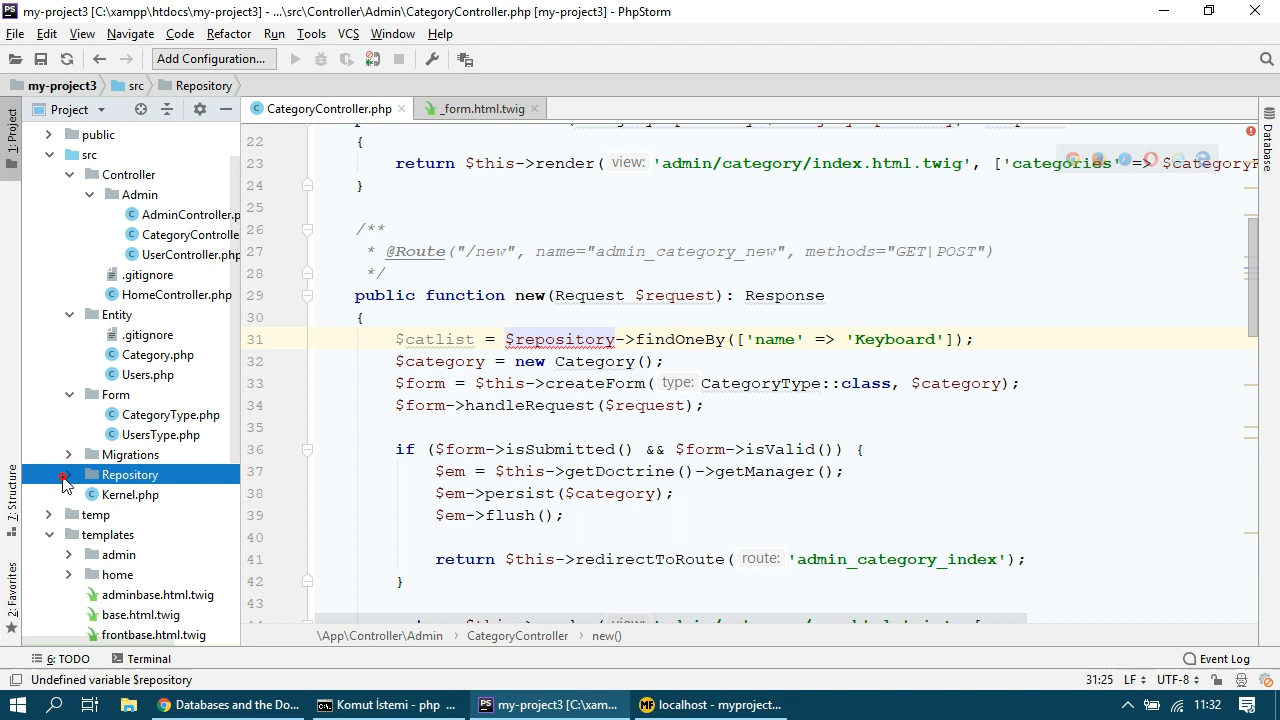 my-project3 [C:\xampp\htdocs\my-project3] - ...\src\Controller\Admin\CategoryController.php [my-project3] - PhpStorm
File Edit View Navigate Code Refactor Run Tools VCS Window Help
Add Configuration...
my-project3 src Repository
Project
CategoryController.php _form.html.twig
1: Project
7: Structure
2: Favorites
Database
public
src
Controller
Admin
AdminController.p
CategoryControlle
UserController.php
.gitignore
HomeController.php
Entity
.gitignore
Category.php
Users.php
Form
CategoryType.php
UsersType.php
Migrations
Repository
Kernel.php
temp
templates
admin
home
adminbase.html.twig
base.html.twig
frontbase.html.twig
22 {
23 return $this->render( view: 'admin/category/index.html.twig', ['categories' => $categoryR
24 }
25
26 /**
27 * @Route("/new", name="admin_category_new", methods="GET|POST")
28 */
29 public function new(Request $request): Response
30 {
31 $catlist = $repository->findOneBy(['name' => 'Keyboard']);
32 $category = new Category();
33 $form = $this->createForm( type: CategoryType::class, $category);
34 $form->handleRequest($request);
35
36 if ($form->isSubmitted() && $form->isValid()) {
37 $em = $this->getDoctrine()->getManager();
38 $em->persist($category);
39 $em->flush();
40
41 return $this->redirectToRoute( route: 'admin_category_index');
42 }
43
\App\Controller\Admin CategoryController new()
6: TODO Terminal Event Log
Undefined variable $repository 31:25 LF UTF-8
Databases and the Do... Komut İstemi - php ... my-project3 [C:\xam... localhost - myproject... 11:32